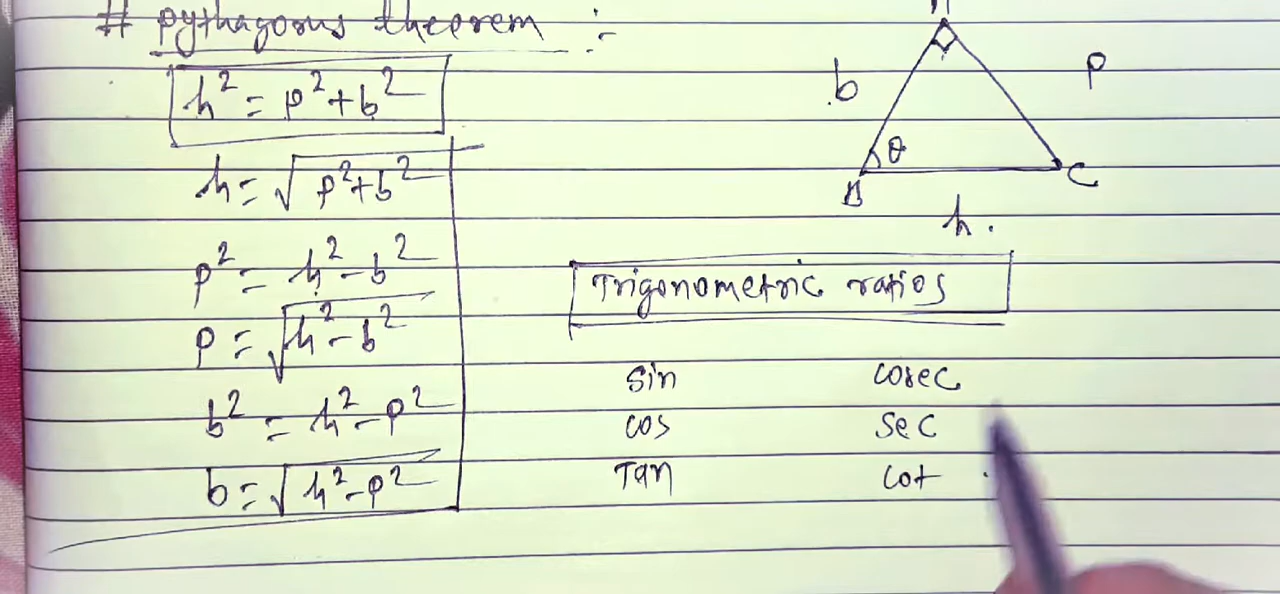 # pythagorus theorem :-
h² = p² + b²
h = √p²+b²
p² = h² - b²
p = √h² - b²
b² = h² - p²
b = √h² - p²
b
p
θ
B
C
h.
Trigonometric ratios
sin cosec
cos sec
Tan cot